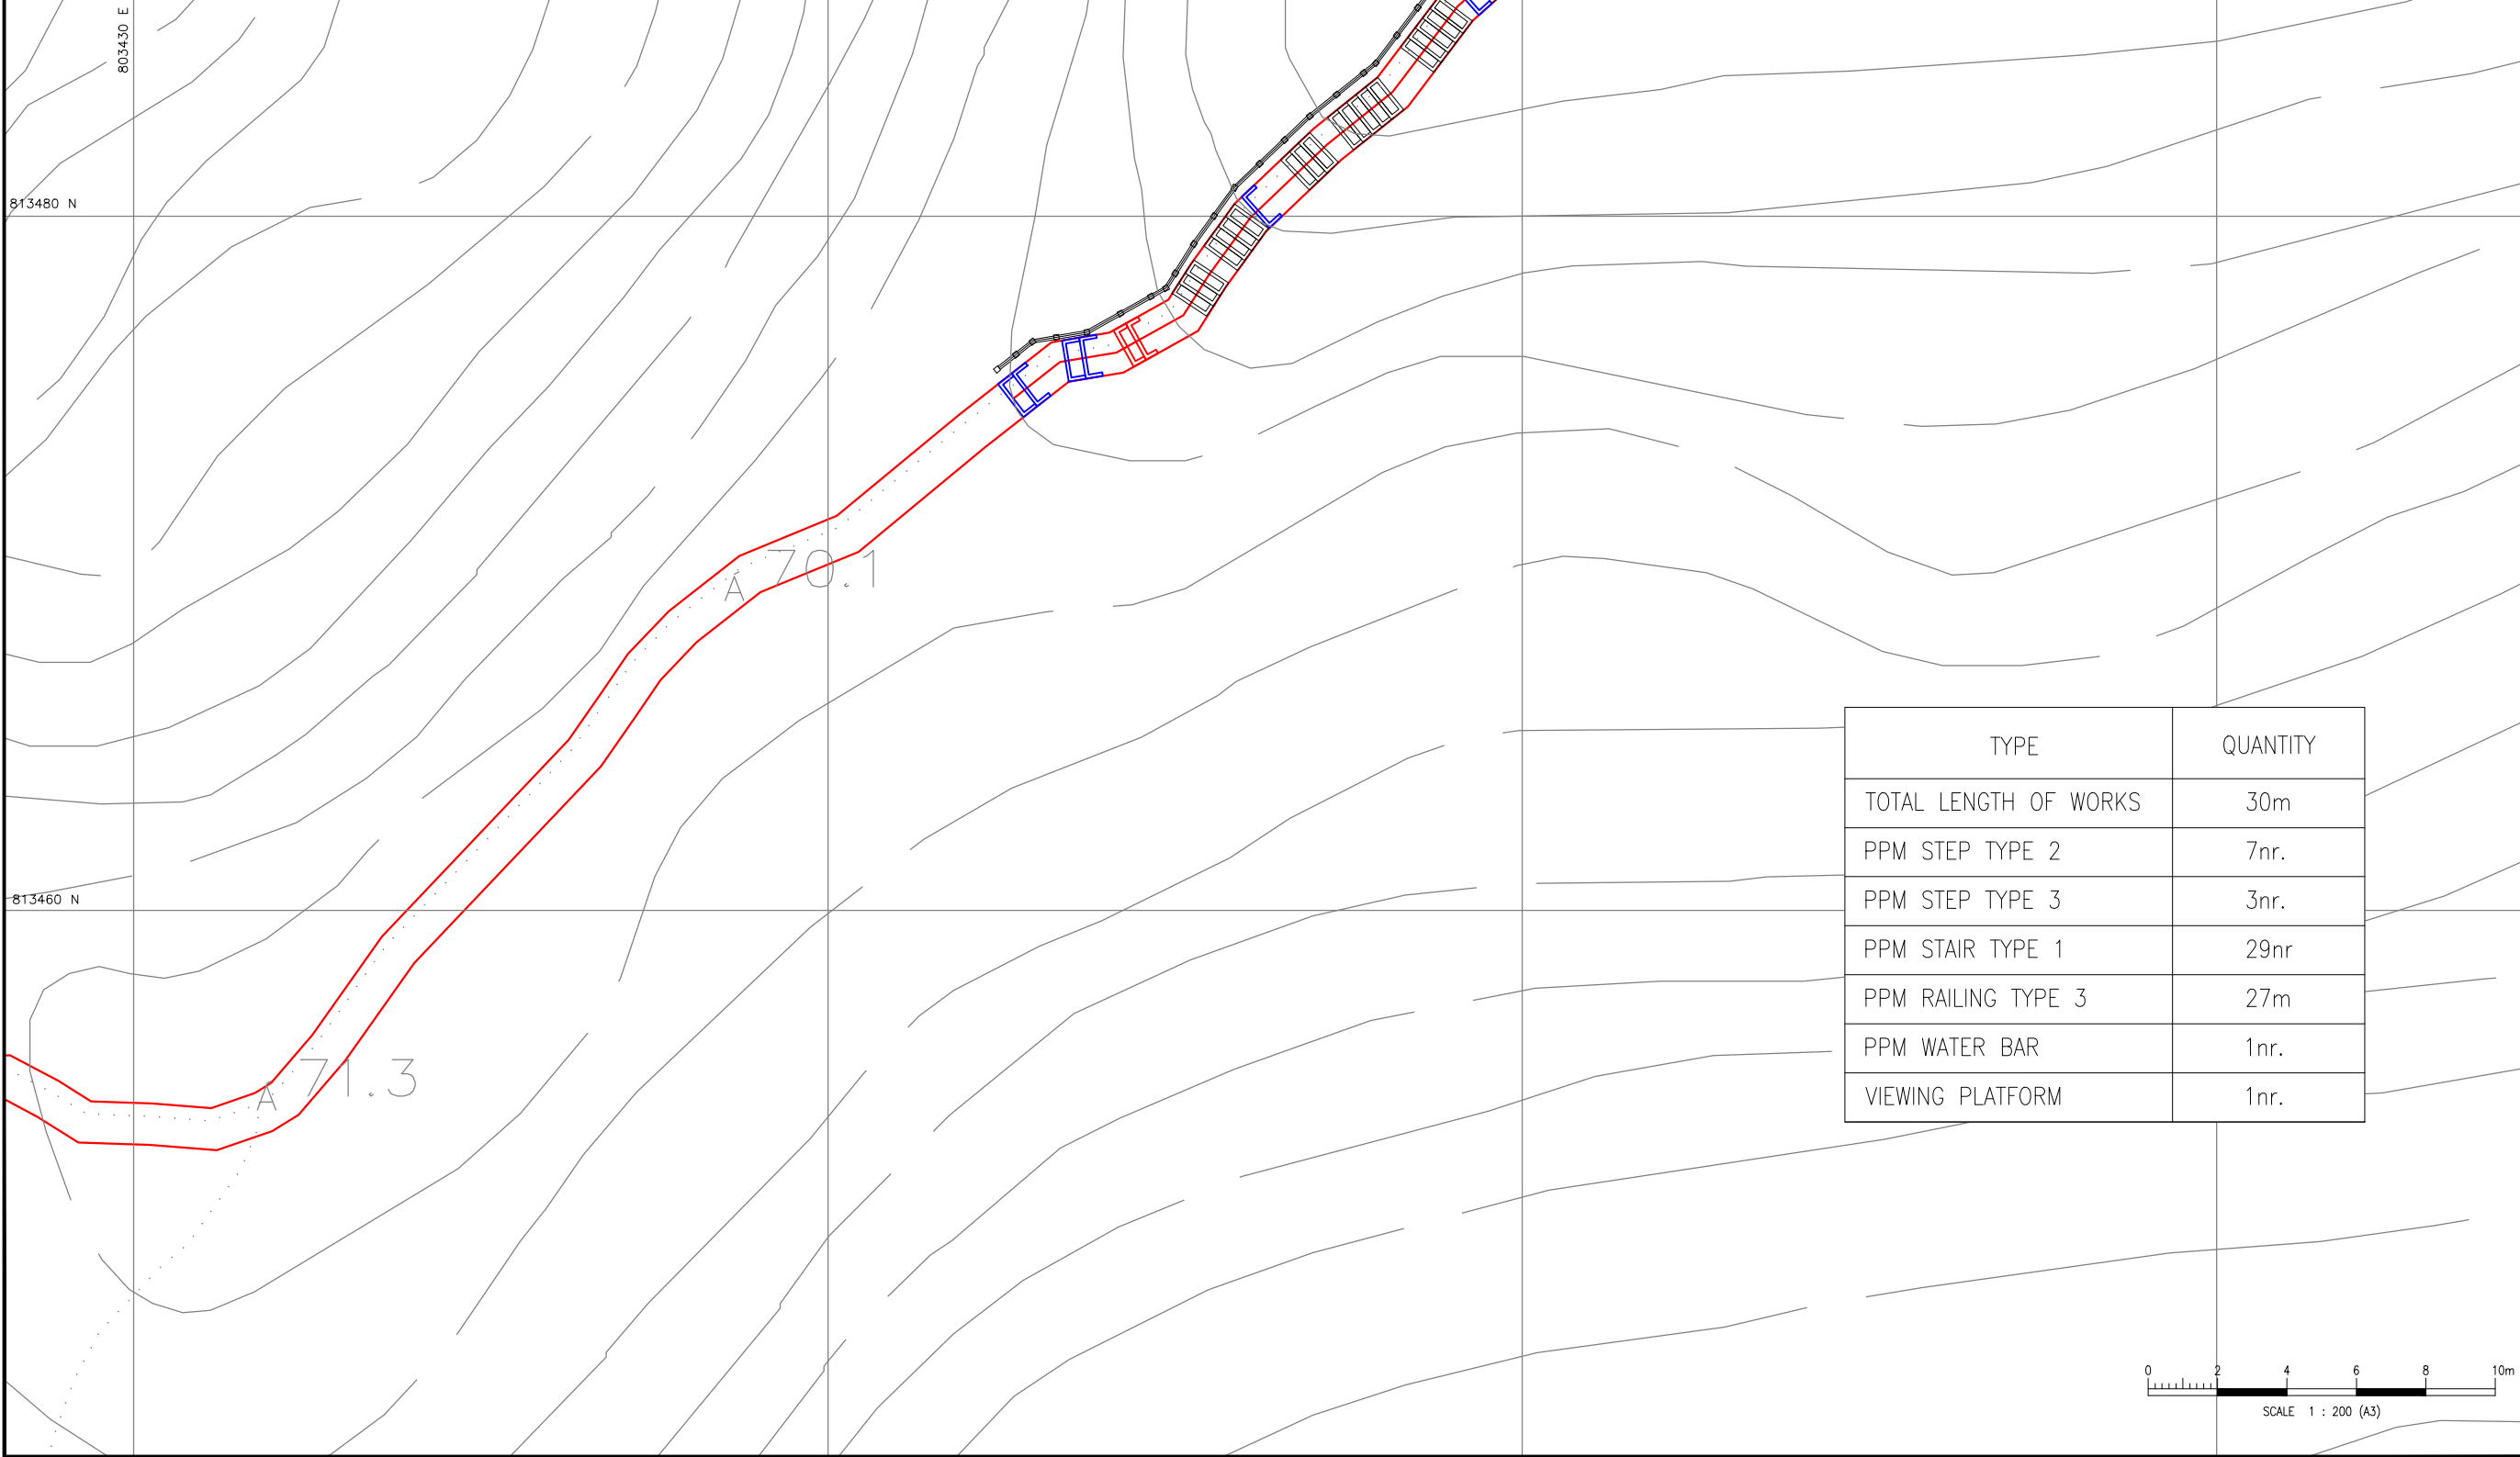 803430 E
813480 N
70.1
TYPE QUANTITY
TOTAL LENGTH OF WORKS 30m
PPM STEP TYPE 2 7nr.
PPM STEP TYPE 3 3nr.
813460 N
PPM STAIR TYPE 1 29nr
PPM RAILING TYPE 3 27m
PPM WATER BAR 1nr.
71.3
VIEWING PLATFORM 1nr.
0 2 4 6 8 10m
SCALE 1 : 200 (A3)